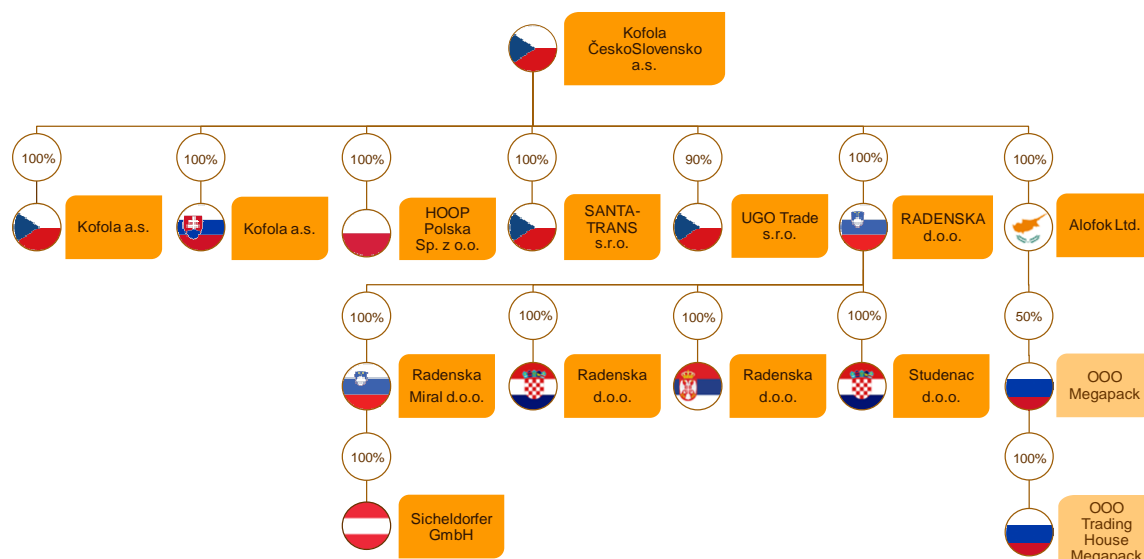 Kofola
ČeskoSlovensko
a.s.
100%
100%
100%
100%
90%
100%
100%
Kofola a.s.
Kofola a.s.
HOOP
Polska
Sp. z o.o.
SANTA-
TRANS
s.r.o.
UGO Trade
s.r.o.
RADENSKA
d.o.o.
Alofok Ltd.
100%
100%
100%
100%
50%
Radenska
Miral d.o.o.
Radenska
d.o.o.
Radenska
d.o.o.
Studenac
d.o.o.
OOO
Megapack
100%
100%
Sicheldorfer
GmbH
OOO
Trading
House
Megapack